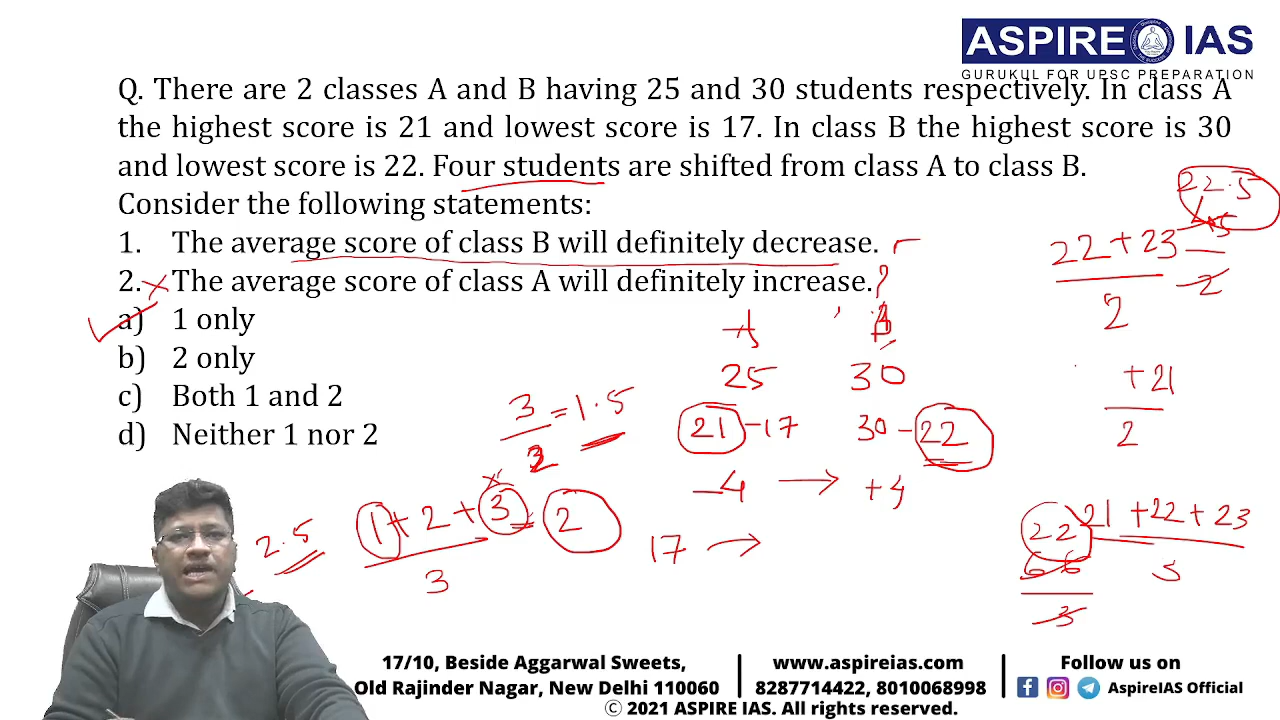 ASPIRE IAS
GURUKUL FOR UPSC PREPARATION
Q. There are 2 classes A and B having 25 and 30 students respectively. In class A
the highest score is 21 and lowest score is 17. In class B the highest score is 30
and lowest score is 22. Four students are shifted from class A to class B.
Consider the following statements:
1. The average score of class B will definitely decrease.
2. The average score of class A will definitely increase.
a) 1 only
b) 2 only
c) Both 1 and 2
d) Neither 1 nor 2
22.5
45
2
22 + 23
2
+ 21
2
?
A
25 30
21 - 17 30 - 22
-4 → +4
17 →
3 = 1.5
2
1 + 2 + 3 = 2
3
2.5
22 21 + 22 + 23
66
3
17/10, Beside Aggarwal Sweets,
Old Rajinder Nagar, New Delhi 110060
www.aspireias.com
8287714422, 8010068998
Follow us on
AspireIAS Official
© 2021 ASPIRE IAS. All rights reserved.